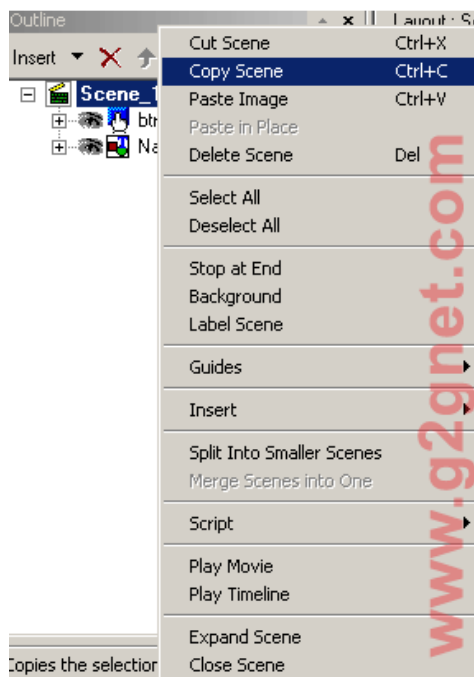 Outline
Layout : S
Insert
Scene_1
btn
Na
Cut Scene Ctrl+X
Copy Scene Ctrl+C
Paste Image Ctrl+V
Paste in Place
Delete Scene Del
Select All
Deselect All
Stop at End
Background
Label Scene
Guides
Insert
Split Into Smaller Scenes
Merge Scenes into One
Script
Play Movie
Play Timeline
Expand Scene
Close Scene
Copies the selection
www.g2gnet.com